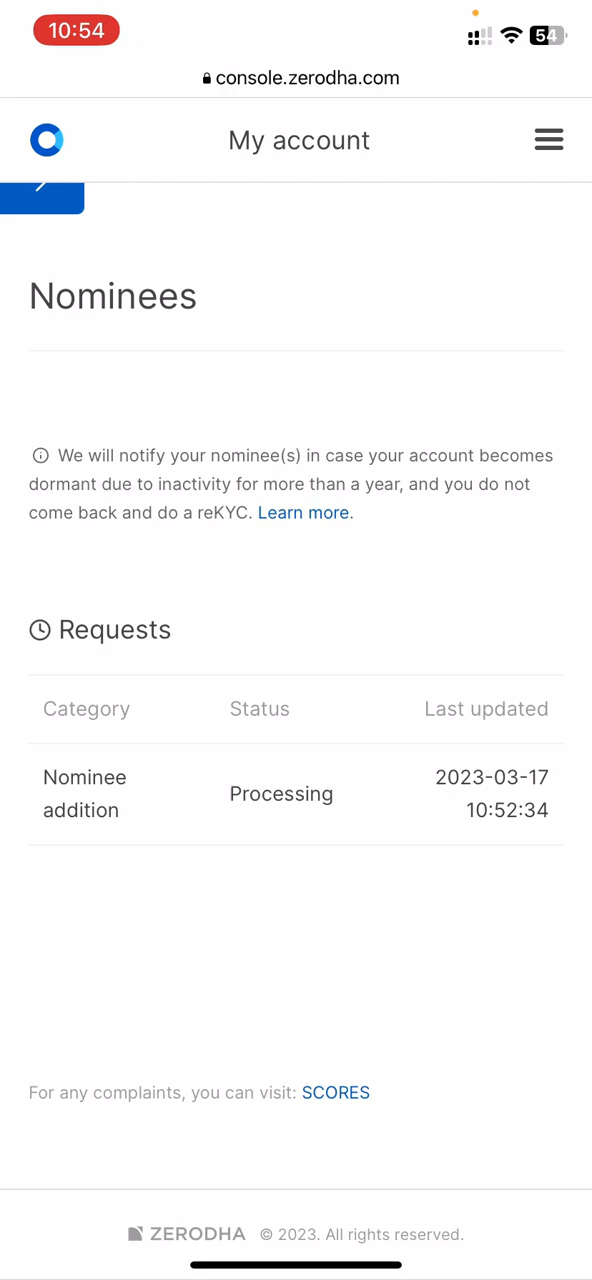 10:54
54
console.zerodha.com
My account
Nominees
We will notify your nominee(s) in case your account becomes
dormant due to inactivity for more than a year, and you do not
come back and do a reKYC. Learn more.
Requests
Category Status Last updated
Nominee
addition
Processing
2023-03-17
10:52:34
For any complaints, you can visit: SCORES
ZERODHA © 2023. All rights reserved.